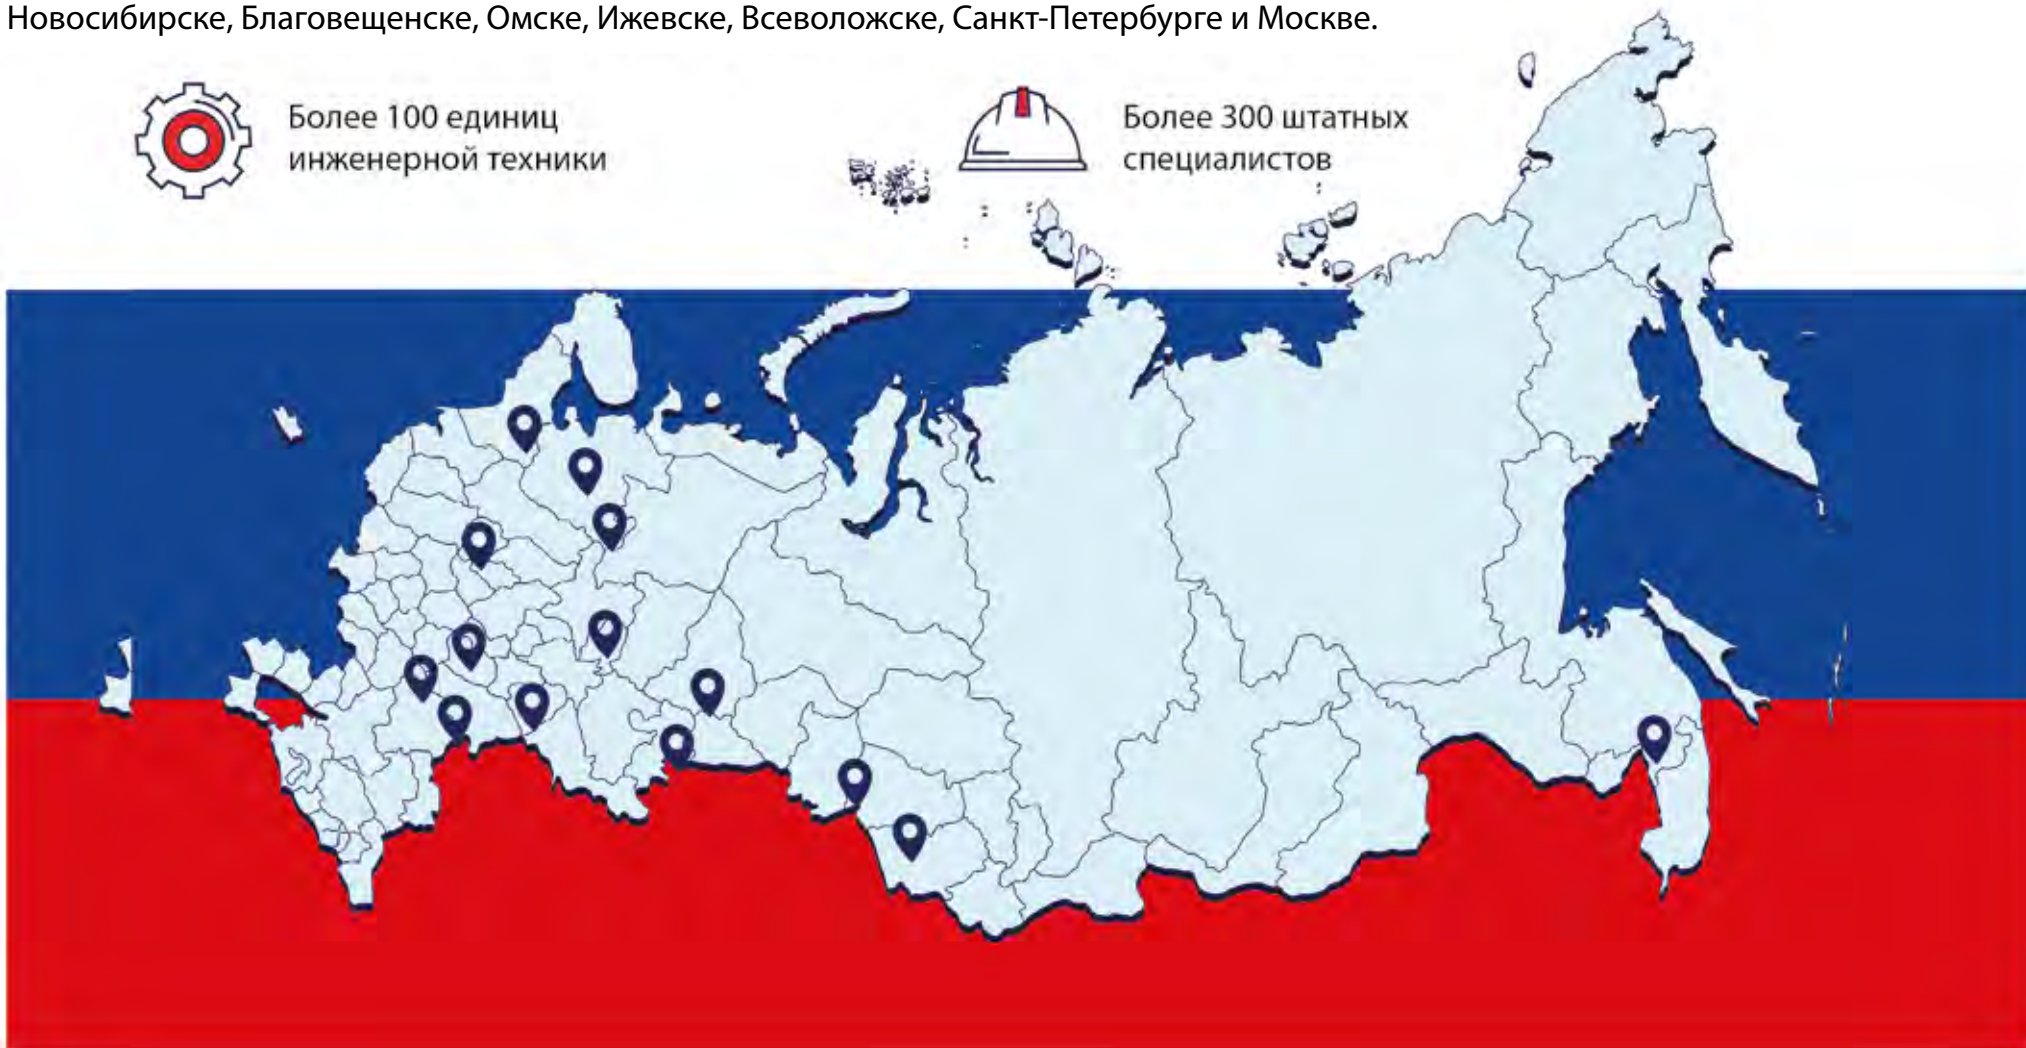 Новосибирске, Благовещенске, Омске, Ижевске, Всеволожске, Санкт-Петербурге и Москве.
Более 100 единиц
инженерной техники
Более 300 штатных
специалистов